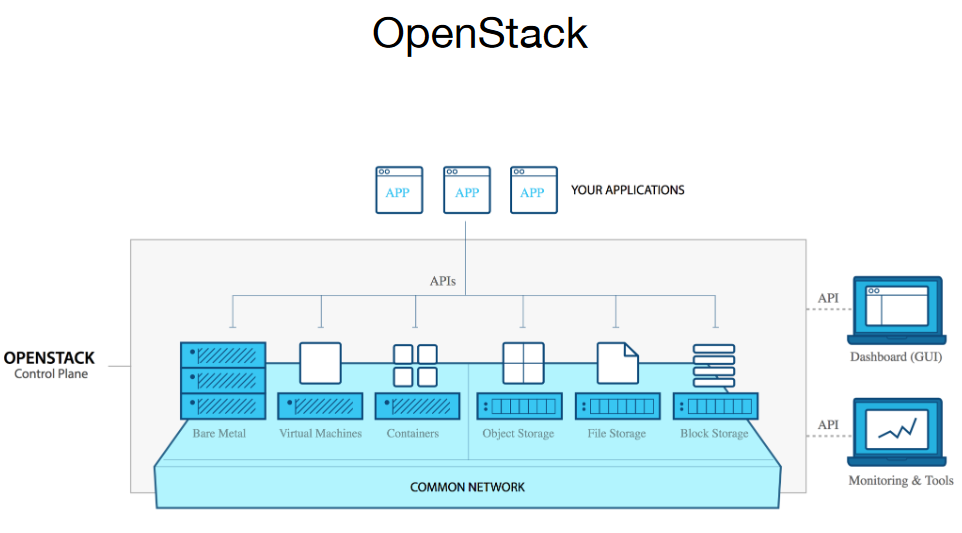 OpenStack
APP
APP
APP
YOUR APPLICATIONS
APIs
API
Dashboard (GUI)
OPENSTACK
Control Plane
Bare Metal
Virtual Machines
Containers
Object Storage
File Storage
Block Storage
API
Monitoring & Tools
COMMON NETWORK